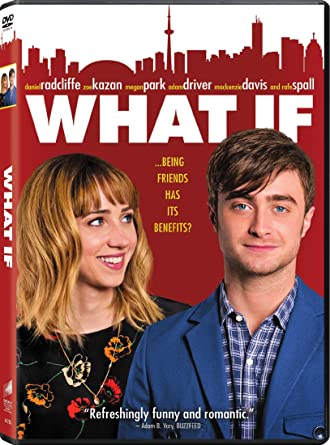 DVD
daniel radcliffe zoe kazan megan park adam driver mackenzie davis and rafe spall
WHAT IF
...BEING
FRIENDS
HAS
ITS
BENEFITS?
"Refreshingly funny and romantic."
– Adam B. Vary, BUZZFEED
WHAT IF